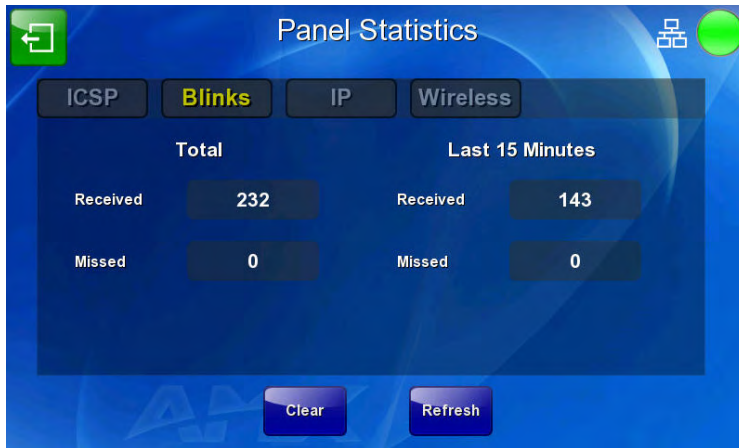 Panel Statistics
ICSP Blinks IP Wireless
Total Last 15 Minutes
Received 232 Received 143
Missed 0 Missed 0
AMX
Clear Refresh